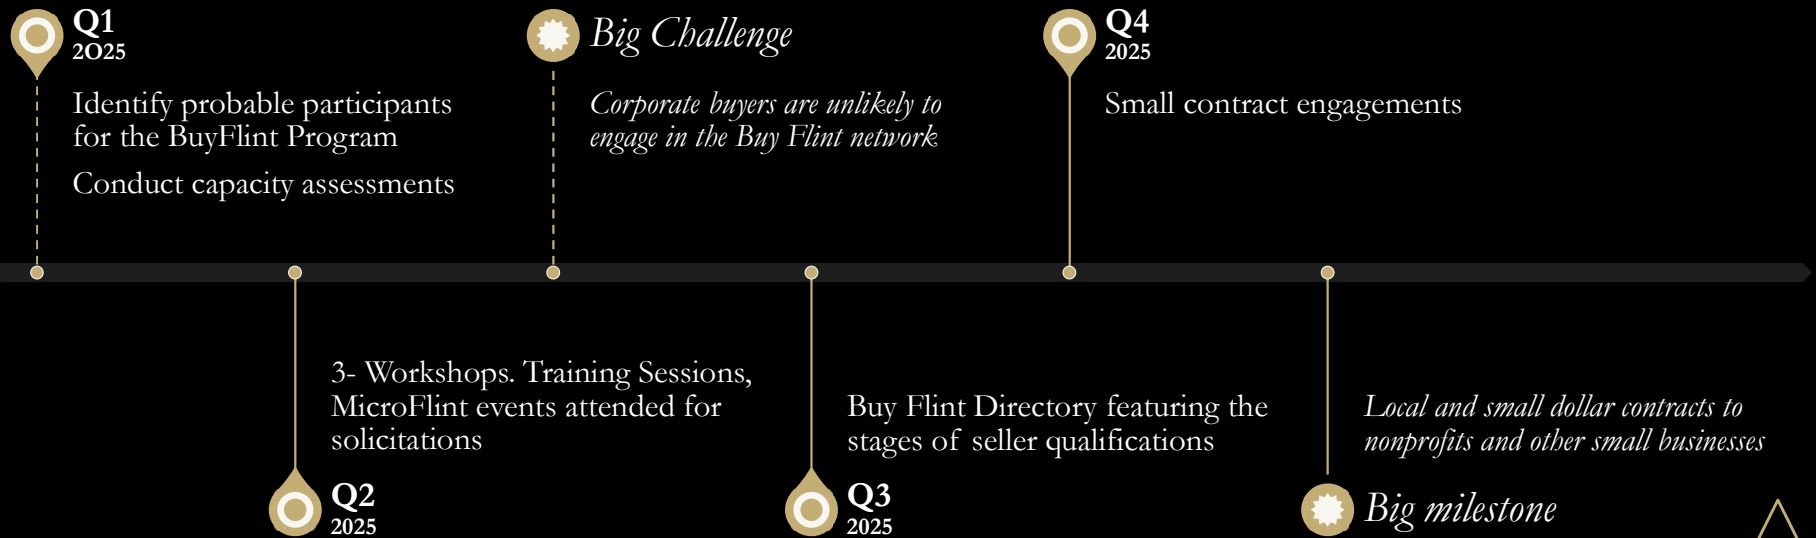 Q1
2O25
Identify probable participants
for the BuyFlint Program
Conduct capacity assessments
Big Challenge
Corporate buyers are unlikely to
engage in the Buy Flint network
Q4
2025
Small contract engagements
3- Workshops. Training Sessions,
MicroFlint events attended for
solicitations
Q2
2025
Buy Flint Directory featuring the
stages of seller qualifications
Q3
2025
Local and small dollar contracts to
nonprofits and other small businesses
Big milestone